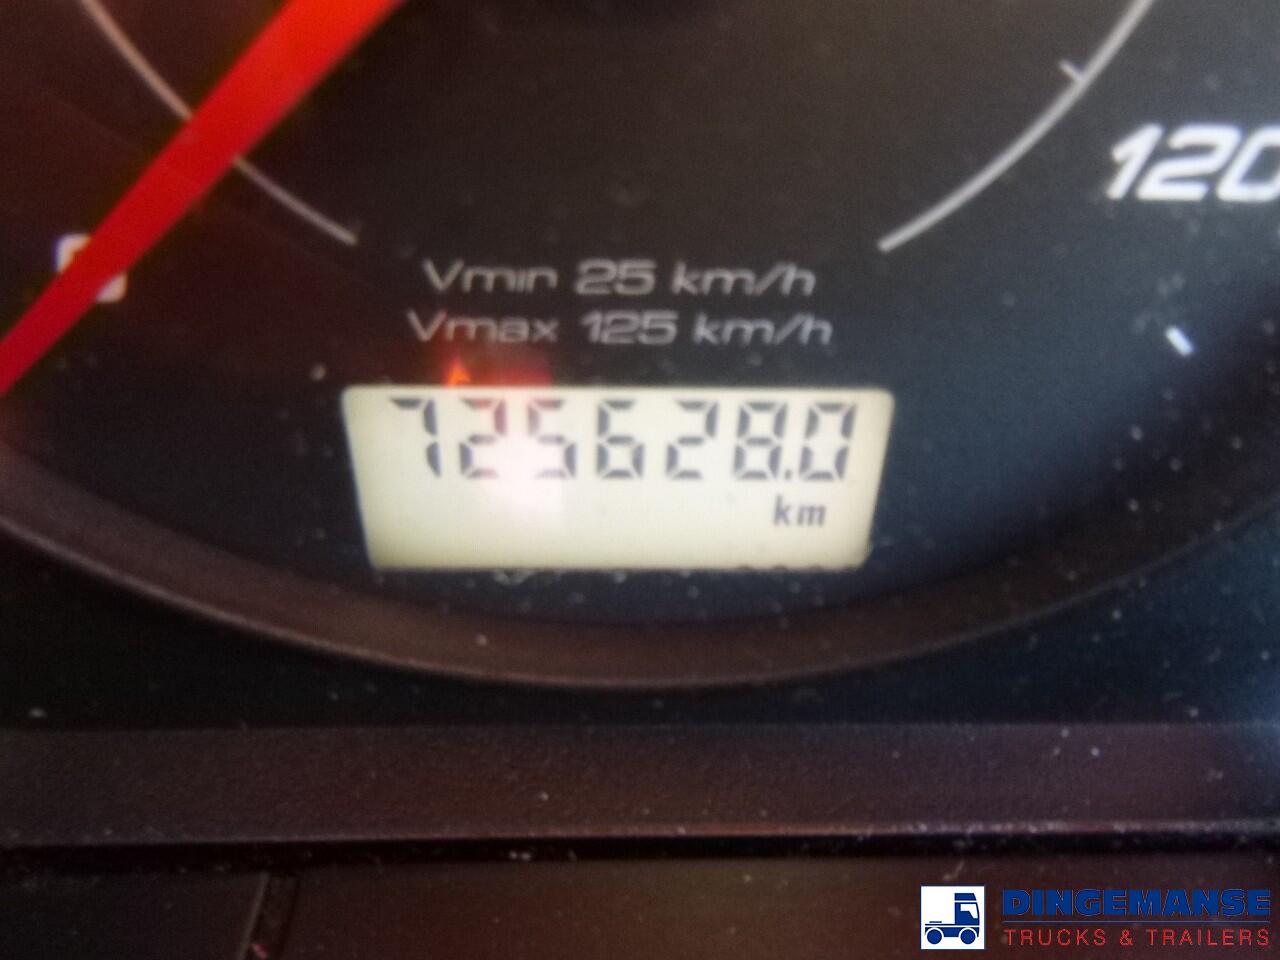 120
Vmin 25 km/h
Vmax 125 km/h
725628.0
km
DINGEMANSE
TRUCKS & TRAILERS